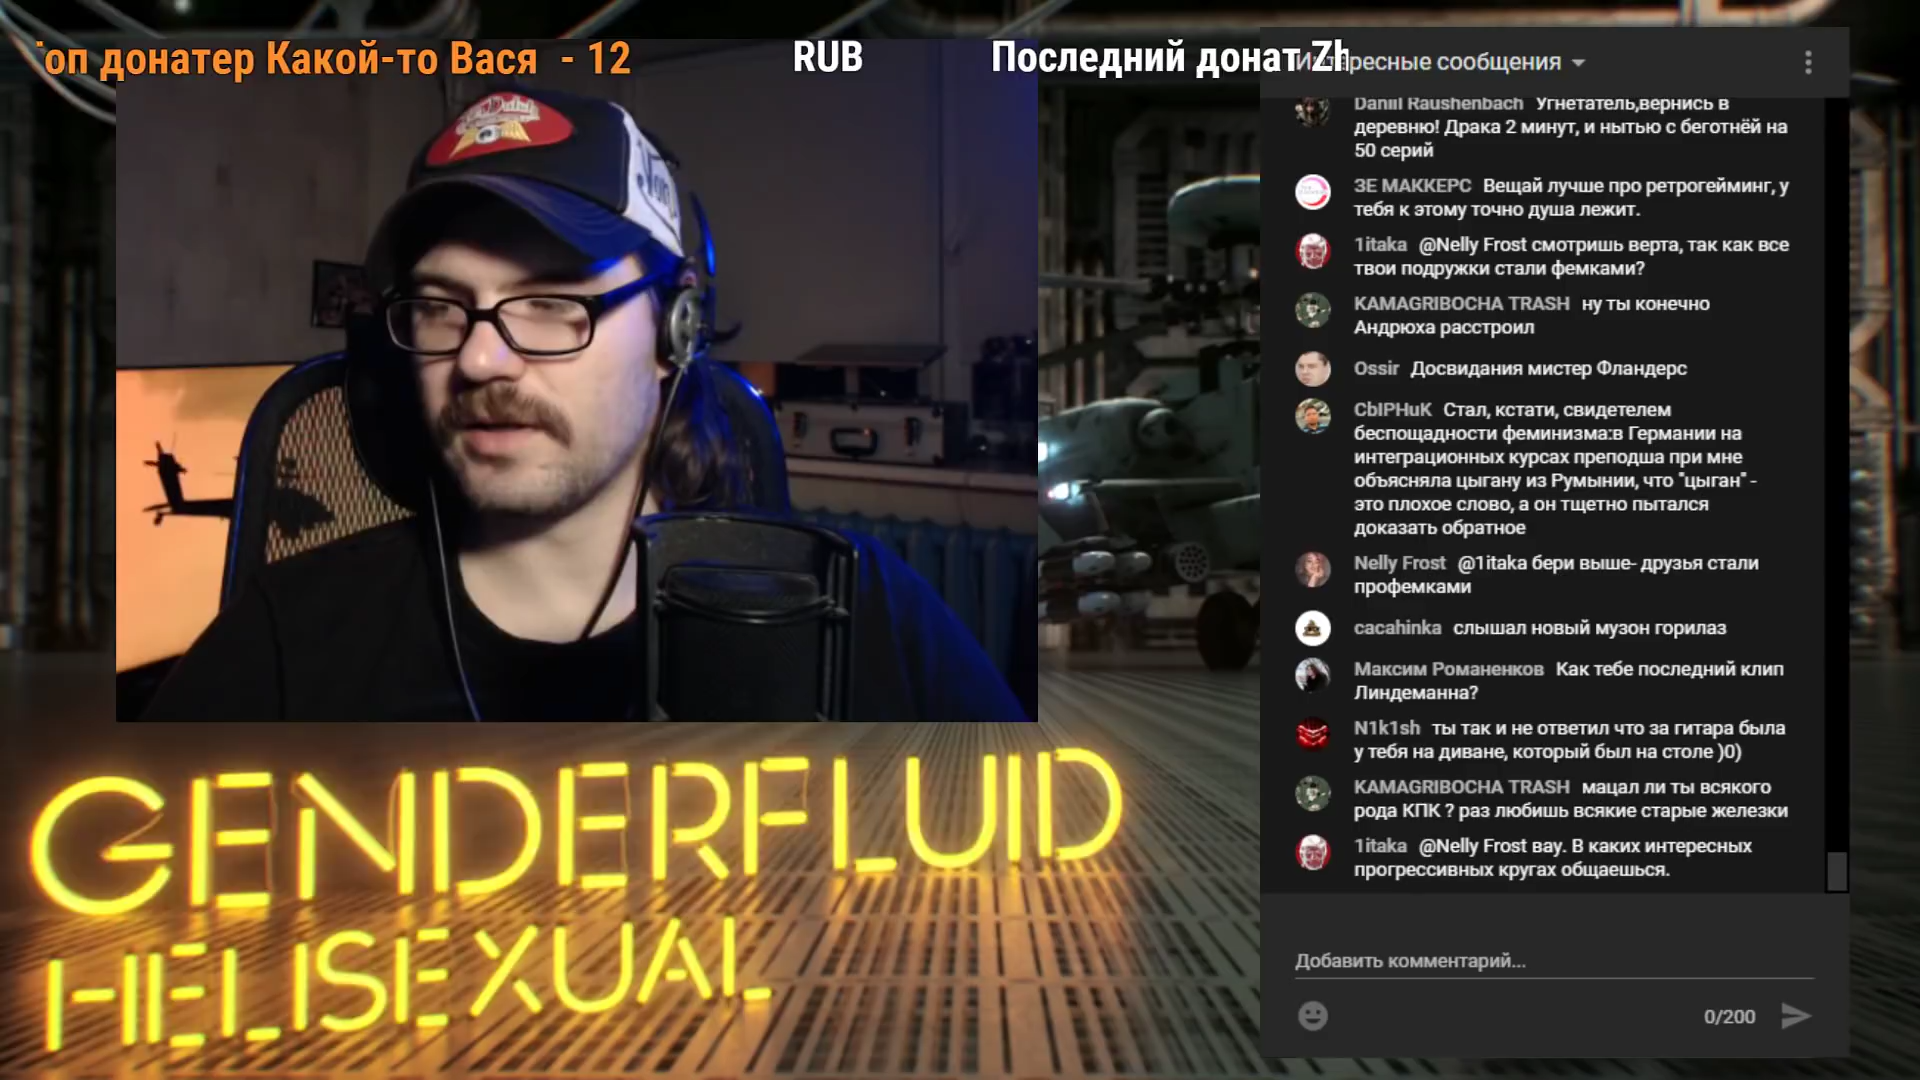 оп донатер Какой-то Вася - 12 RUB Последний донат Zh
Интересные сообщения
Daniil Raushenbach Угнетатель,вернись в
деревню! Драка 2 минут, и нытью с беготнёй на
50 серий
ЗЕ МАККЕРС Вещай лучше про ретрогейминг, у
тебя к этому точно душа лежит.
1itaka @Nelly Frost смотришь верта, так как все
твои подружки стали фемками?
KAMAGRIBOCHA TRASH ну ты конечно
Андрюха расстроил
Ossir Досвидания мистер Фландерс
CbIPHuK Стал, кстати, свидетелем
беспощадности феминизма:в Германии на
интеграционных курсах преподша при мне
объясняла цыгану из Румынии, что "цыган" -
это плохое слово, а он тщетно пытался
доказать обратное
Nelly Frost @1itaka бери выше- друзья стали
профемками
cacahinka слышал новый музон горилаз
Максим Романенков Как тебе последний клип
Линдеманна?
N1k1sh ты так и не ответил что за гитара была
у тебя на диване, который был на столе )0)
KAMAGRIBOCHA TRASH мацал ли ты всякого
рода КПК ? раз любишь всякие старые железки
1itaka @Nelly Frost вау. В каких интересных
прогрессивных кругах общаешься.
Добавить комментарий...
0/200
GENDERFLUID
HELISEXUAL